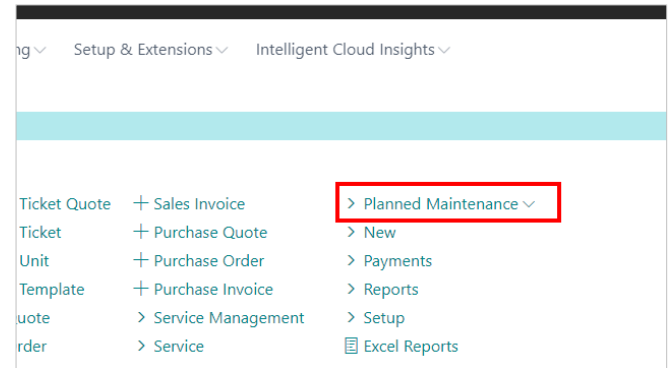 ng Setup & Extensions Intelligent Cloud Insights
Ticket Quote + Sales Invoice > Planned Maintenance
Ticket + Purchase Quote > New
Unit + Purchase Order > Payments
Template + Purchase Invoice > Reports
uote > Service Management > Setup
rder > Service Excel Reports